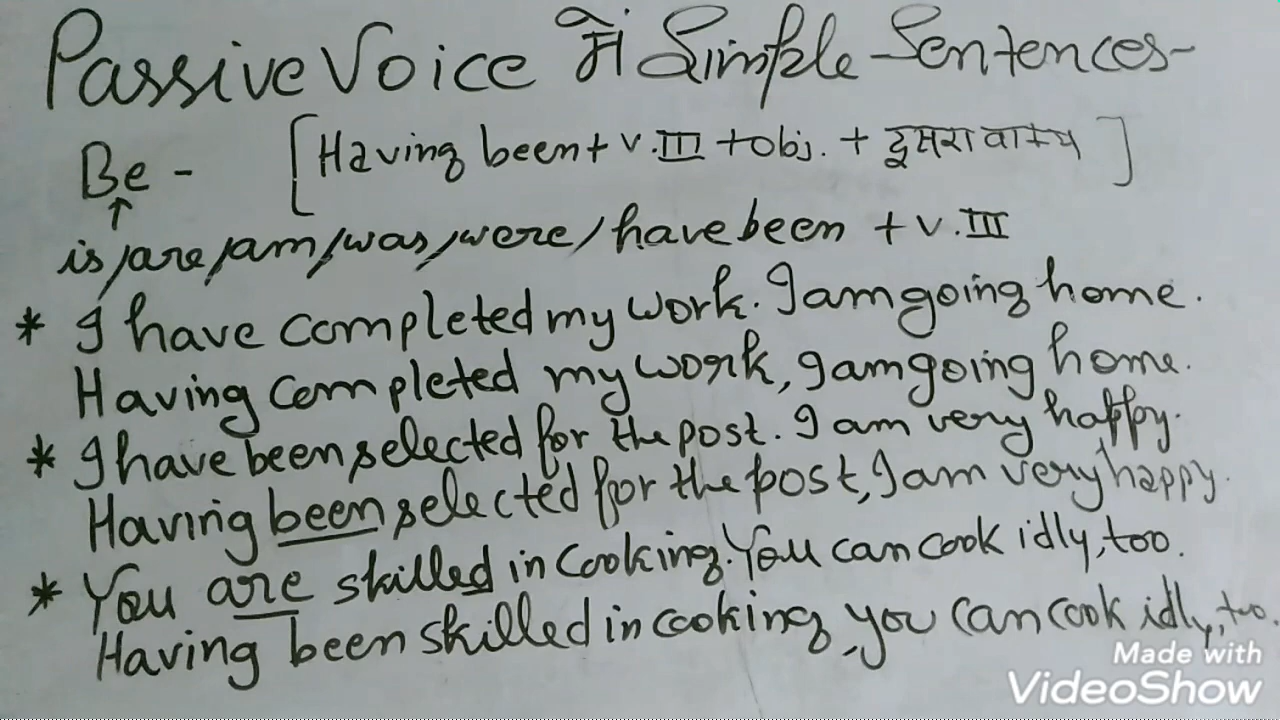 Passive Voice में Simple Sentences-
Be - [Having been + v.III + obj. + दूसरा वाक्य]
↑
is/are/am/was/were/have been + v.III
* I have completed my work. I am going home.
Having completed my work, I am going home.
* I have been selected for the post. I am very happy.
Having been selected for the post, I am very happy.
* You are skilled in cooking. You can cook idly, too.
Having been skilled in cooking, you can cook idly, too.
Made with
VideoShow